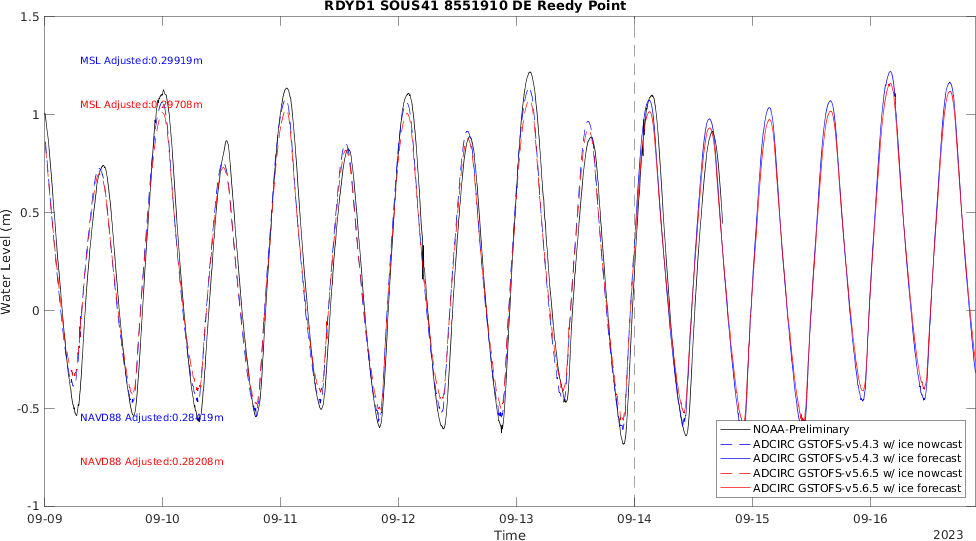 RDYD1 SOUS41 8551910 DE Reedy Point
1.5
MSL Adjusted:0.29919m
MSL Adjusted:0.29708m
1
0.5
Water Level (m)
0
-0.5
NAVD88 Adjusted:0.28419m
NAVD88 Adjusted:0.28208m
-1
NOAA-Preliminary
ADCIRC GSTOFS-v5.4.3 w/ ice nowcast
ADCIRC GSTOFS-v5.4.3 w/ ice forecast
ADCIRC GSTOFS-v5.6.5 w/ ice nowcast
ADCIRC GSTOFS-v5.6.5 w/ ice forecast
09-09 09-10 09-11 09-12 09-13 09-14 09-15 09-16
Time
2023